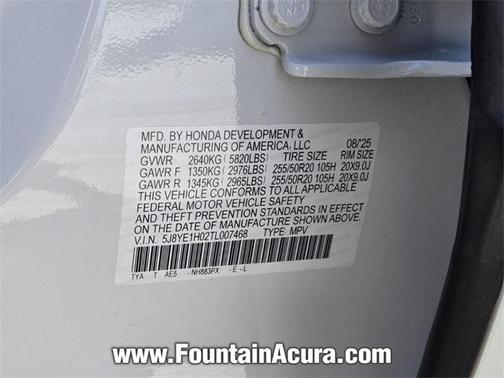 MFD. BY HONDA DEVELOPMENT &
MANUFACTURING OF AMERICA, LLC 08/'25
GVWR 2640KG ( 5820LBS) TIRE SIZE RIM SIZE
GAWR F 1350KG ( 2976LBS) 255/50R20 105H 20X9.0J
GAWR R 1345KG ( 2965LBS) 255/50R20 105H 20X9.0J
THIS VEHICLE CONFORMS TO ALL APPLICABLE
FEDERAL MOTOR VEHICLE SAFETY
AND THEFT PREVENTION STANDARDS IN EFFECT
ON THE DATE OF MANUFACTURE SHOWN ABOVE.
V.I.N. 5J8YE1H02TL007468 TYPE: MPV
TYA T AE5 -NH883PX -E-L
www.FountainAcura.com